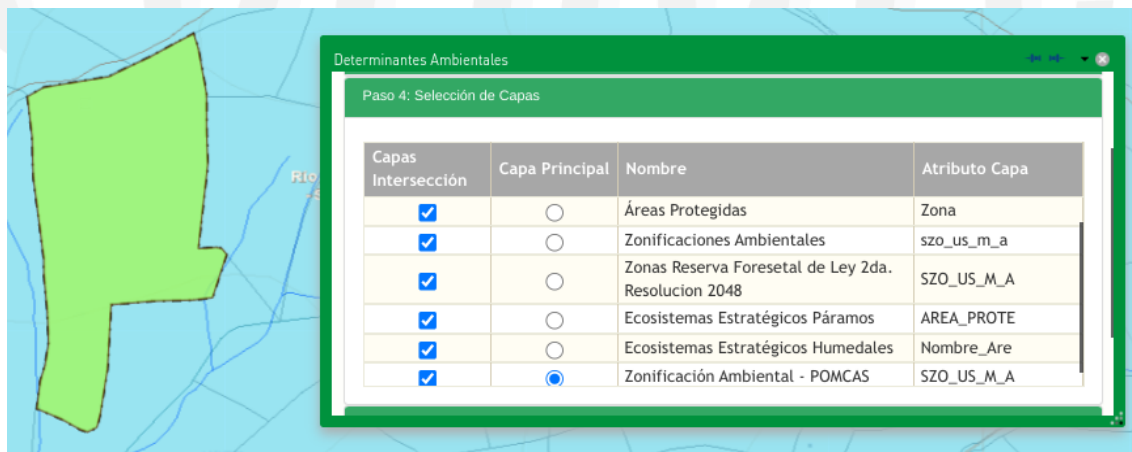 Determinantes Ambientales
Paso 4: Selección de Capas
Capas
Intersección
Capa Principal
Nombre
Atributo Capa
Áreas Protegidas
Zona
Zonificaciones Ambientales
szo_us_m_a
Zonas Reserva Foresetal de Ley 2da.
Resolucion 2048
SZO_US_M_A
Ecosistemas Estratégicos Páramos
AREA_PROTE
Ecosistemas Estratégicos Humedales
Nombre_Are
Zonificación Ambiental - POMCAS
SZO_US_M_A
Rio